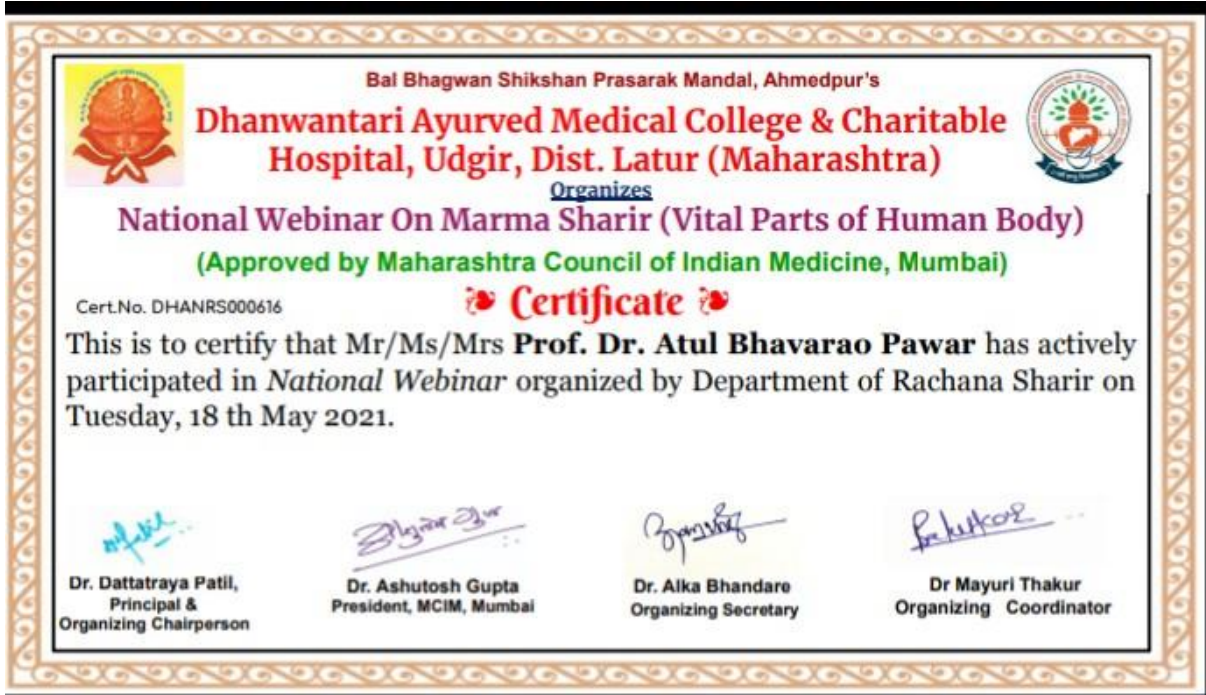 Bal Bhagwan Shikshan Prasarak Mandal, Ahmedpur's
Dhanwantari Ayurved Medical College & Charitable
Hospital, Udgir, Dist. Latur (Maharashtra)
Organizes
National Webinar On Marma Sharir (Vital Parts of Human Body)
(Approved by Maharashtra Council of Indian Medicine, Mumbai)
Cert.No. DHANRS000616
Certificate
This is to certify that Mr/Ms/Mrs Prof. Dr. Atul Bhavarao Pawar has actively
participated in National Webinar organized by Department of Rachana Sharir on
Tuesday, 18 th May 2021.
Dr. Dattatraya Patil,
Principal &
Organizing Chairperson
Dr. Ashutosh Gupta
President, MCIM, Mumbai
Dr. Alka Bhandare
Organizing Secretary
Dr Mayuri Thakur
Organizing Coordinator